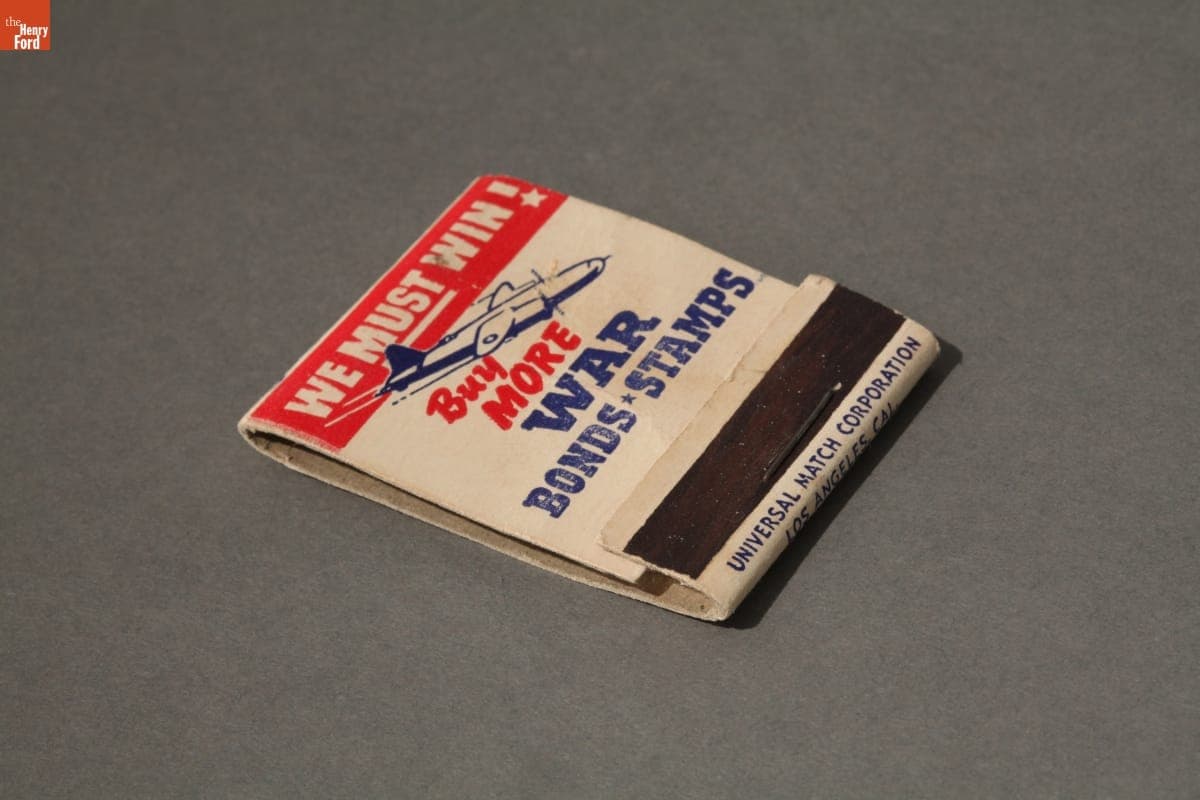 the
Henry
Ford
WE MUST WIN!
Buy
MORE
WAR
BONDS★STAMPS
UNIVERSAL MATCH CORPORATION
LOS ANGELES, CAL.